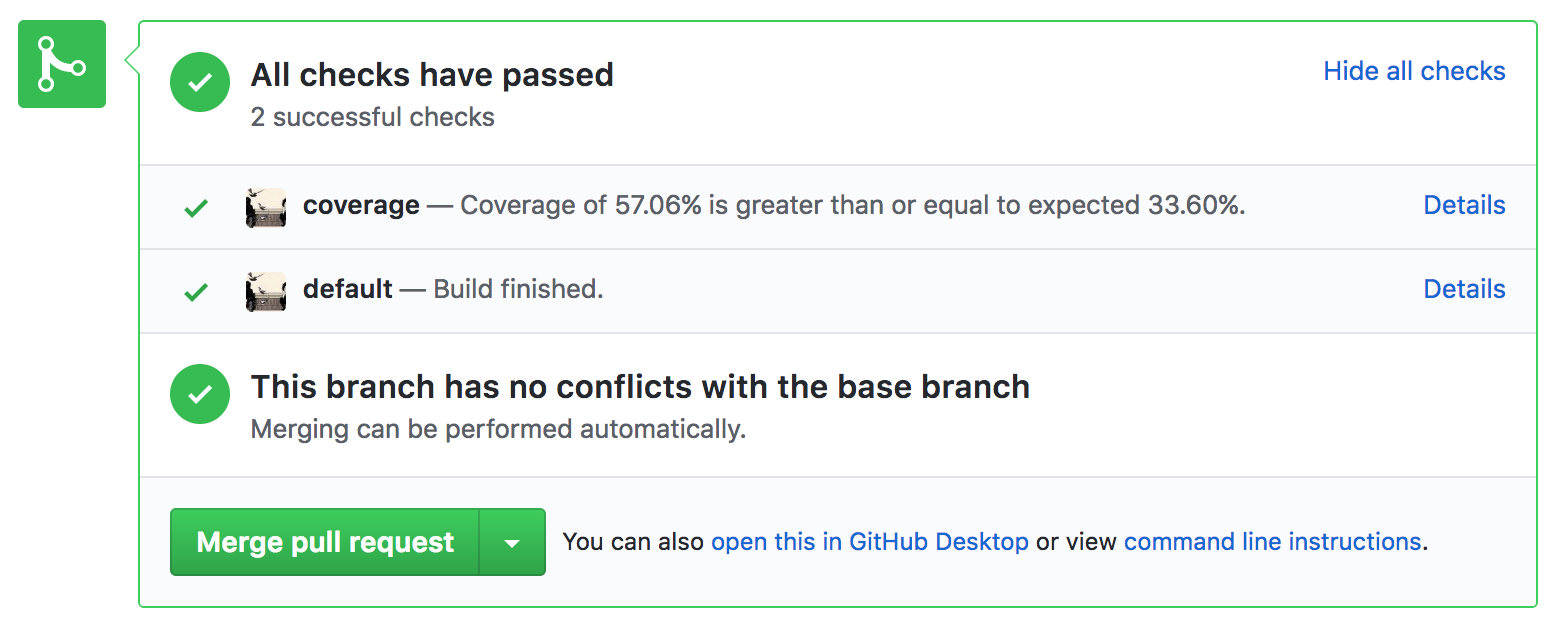 All checks have passed
Hide all checks
2 successful checks
coverage — Coverage of 57.06% is greater than or equal to expected 33.60%.
Details
default — Build finished.
Details
This branch has no conflicts with the base branch
Merging can be performed automatically.
Merge pull request
You can also open this in GitHub Desktop or view command line instructions.